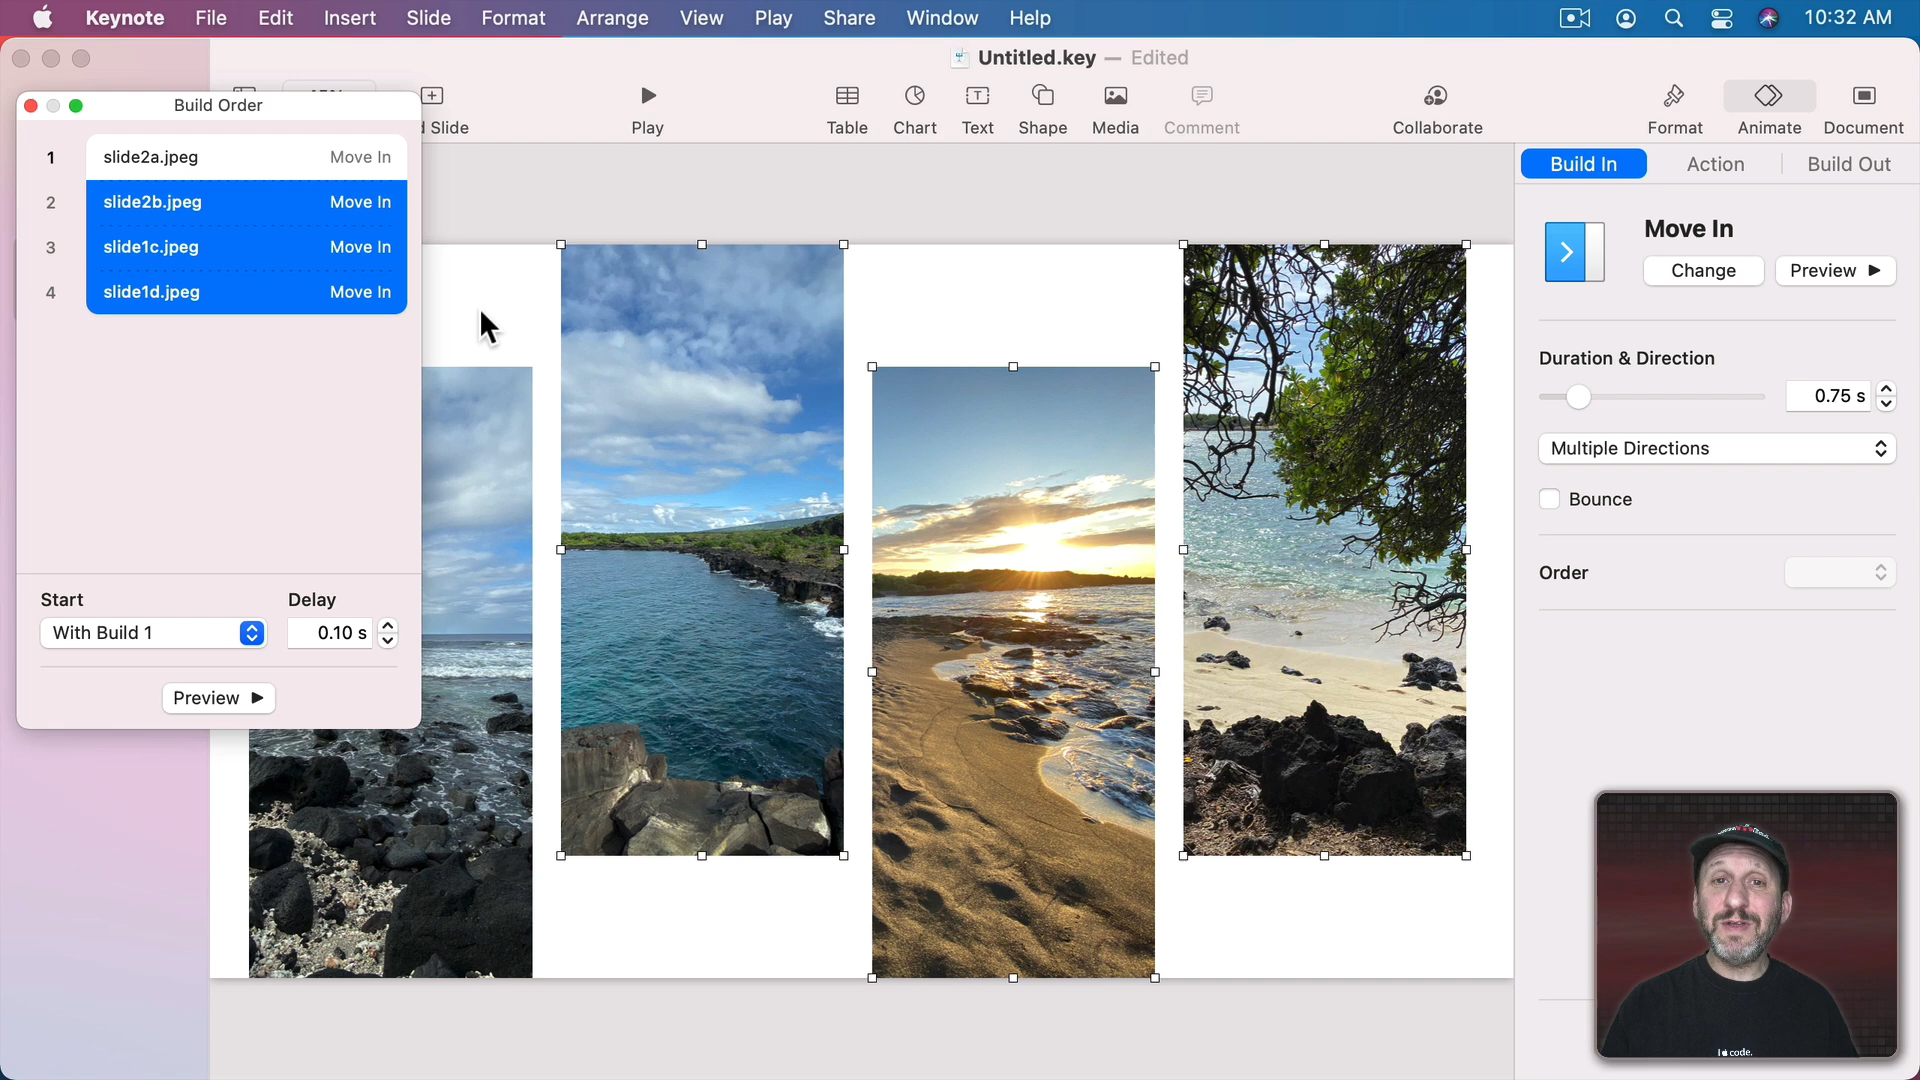 Keynote File Edit Insert Slide Format Arrange View Play Share Window Help 10:32 AM
Untitled.key — Edited
Build Order
d Slide Play Table Chart Text Shape Media Comment Collaborate Format Animate Document
1 slide2a.jpeg Move In
2 slide2b.jpeg Move In
3 slide1c.jpeg Move In
4 slide1d.jpeg Move In
Start Delay
With Build 1 0.10 s
Preview
Build In Action Build Out
Move In
Change Preview
Duration & Direction
0.75 s
Multiple Directions
Bounce
Order
I code.